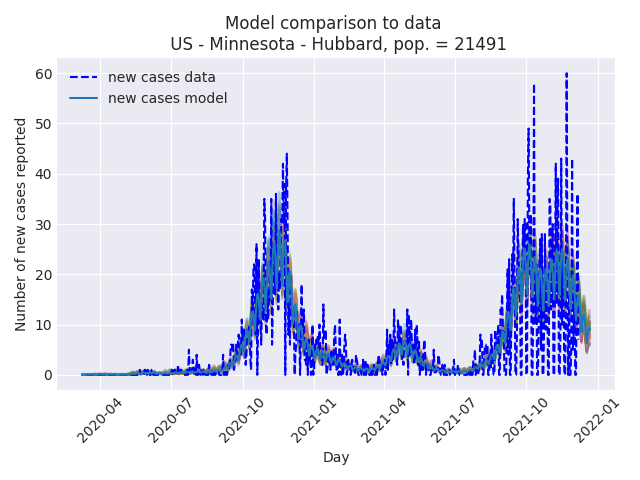 Model comparison to data
US - Minnesota - Hubbard, pop. = 21491
new cases data
new cases model
Number of new cases reported
60
50
40
30
20
10
0
2020-04
2020-07
2020-10
2021-01
2021-04
2021-07
2021-10
2022-01
Day